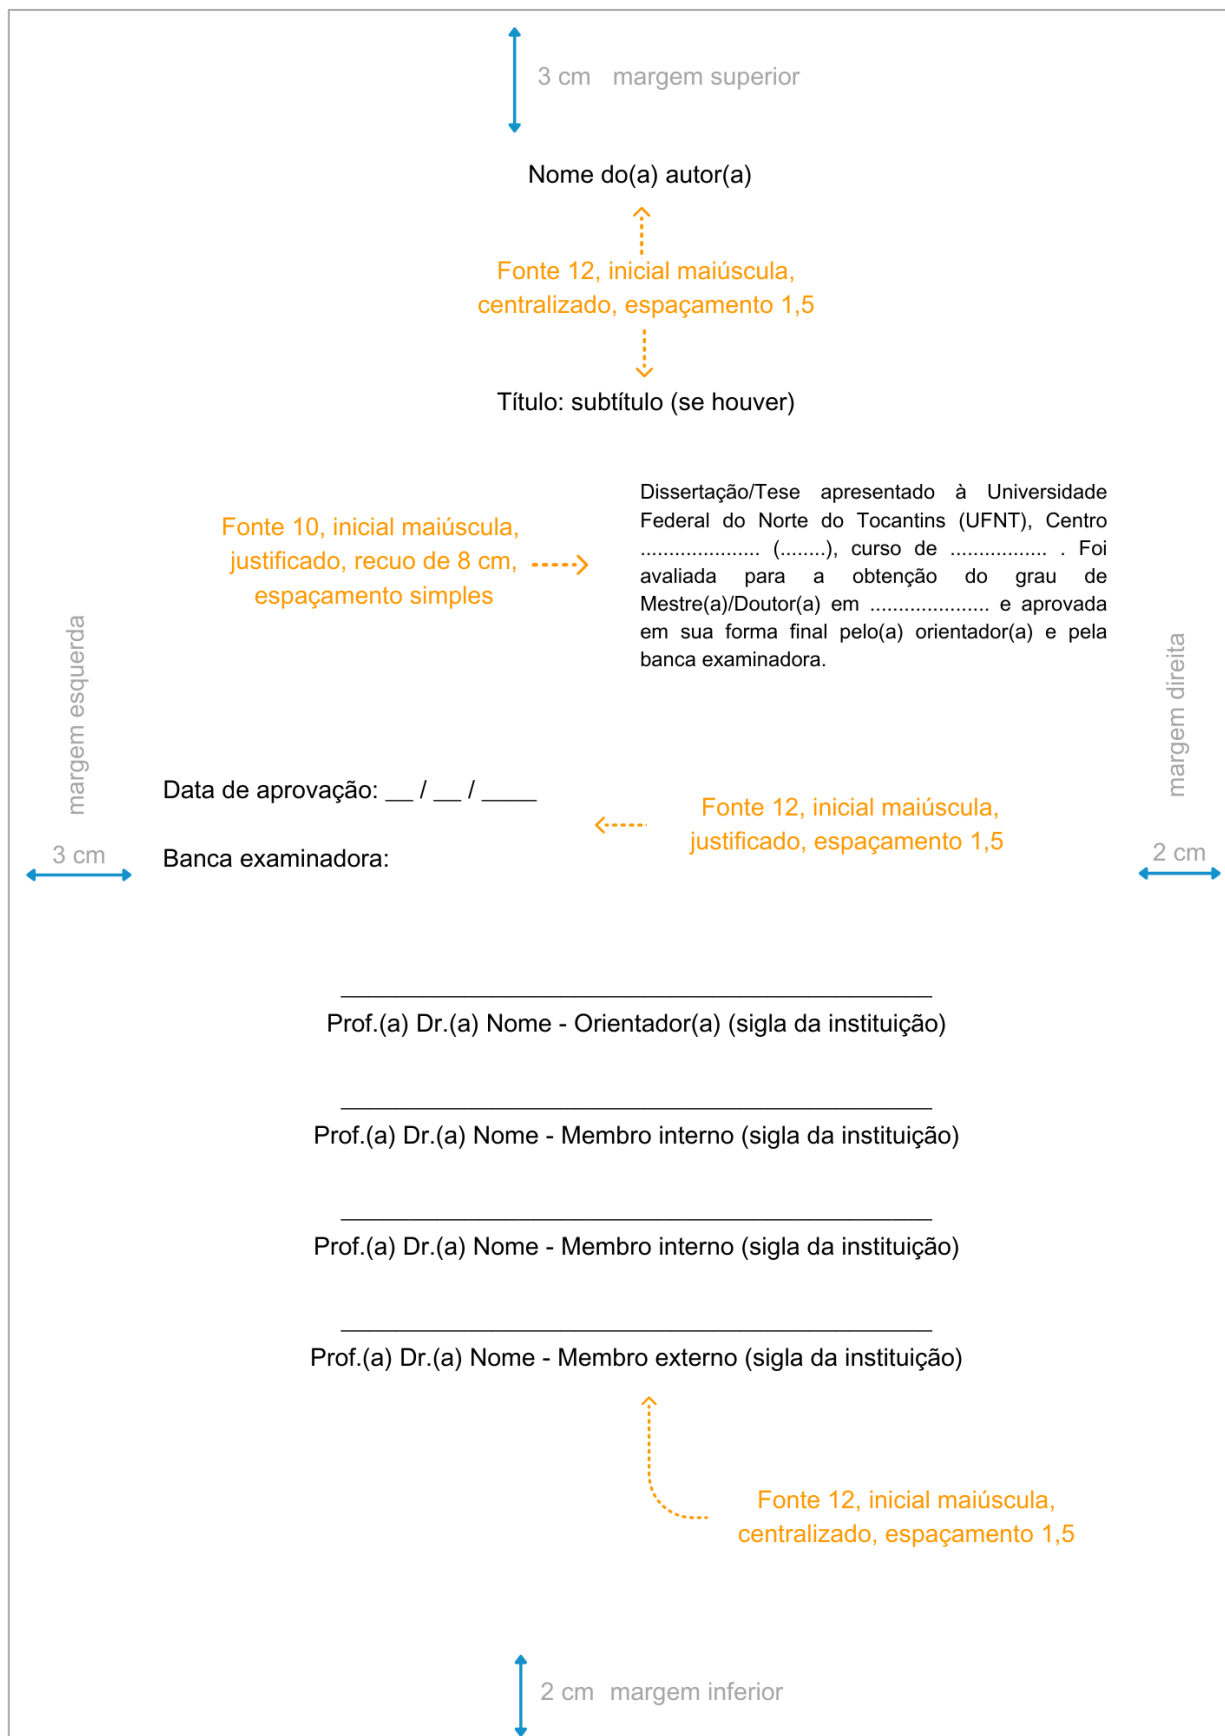 3 cm margem superior
Nome do(a) autor(a)
Fonte 12, inicial maiúscula,
centralizado, espaçamento 1,5
Título: subtítulo (se houver)
Fonte 10, inicial maiúscula,
justificado, recuo de 8 cm,
espaçamento simples
Dissertação/Tese apresentado à Universidade
Federal do Norte do Tocantins (UFNT), Centro
..................... (........), curso de ................. . Foi
avaliada para a obtenção do grau de
Mestre(a)/Doutor(a) em ..................... e aprovada
em sua forma final pelo(a) orientador(a) e pela
banca examinadora.
margem esquerda
3 cm
margem direita
2 cm
Data de aprovação: __ / __ / ____
Banca examinadora:
Fonte 12, inicial maiúscula,
justificado, espaçamento 1,5
___________________________________________
Prof.(a) Dr.(a) Nome - Orientador(a) (sigla da instituição)
___________________________________________
Prof.(a) Dr.(a) Nome - Membro interno (sigla da instituição)
___________________________________________
Prof.(a) Dr.(a) Nome - Membro interno (sigla da instituição)
___________________________________________
Prof.(a) Dr.(a) Nome - Membro externo (sigla da instituição)
Fonte 12, inicial maiúscula,
centralizado, espaçamento 1,5
2 cm margem inferior